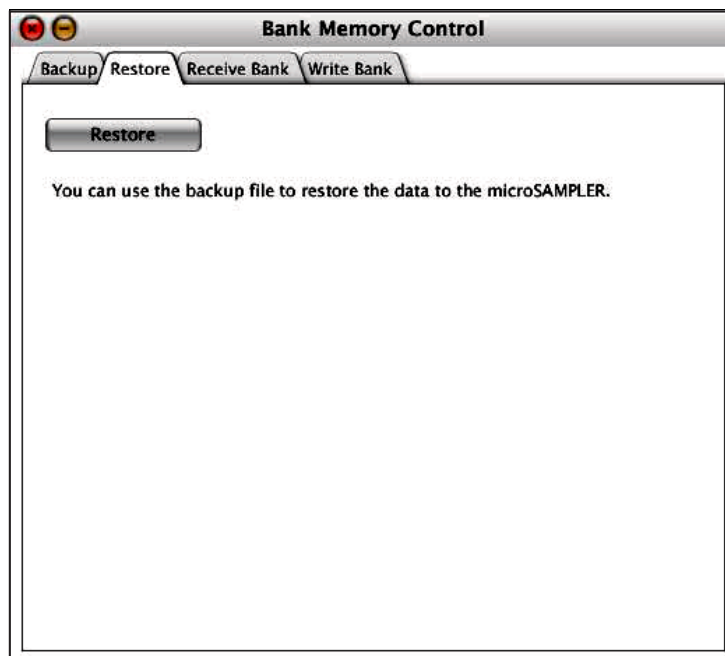 Bank Memory Control
Backup Restore Receive Bank Write Bank
Restore
You can use the backup file to restore the data to the microSAMPLER.